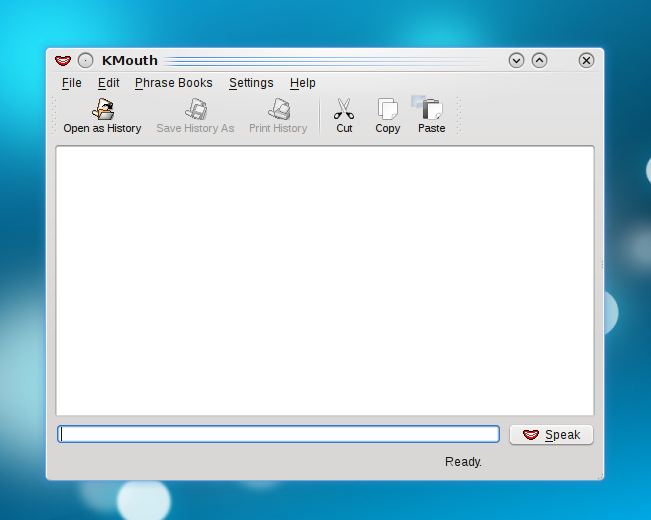 KMouth
File Edit Phrase Books Settings Help
Open as History Save History As Print History Cut Copy Paste
Speak
Ready.